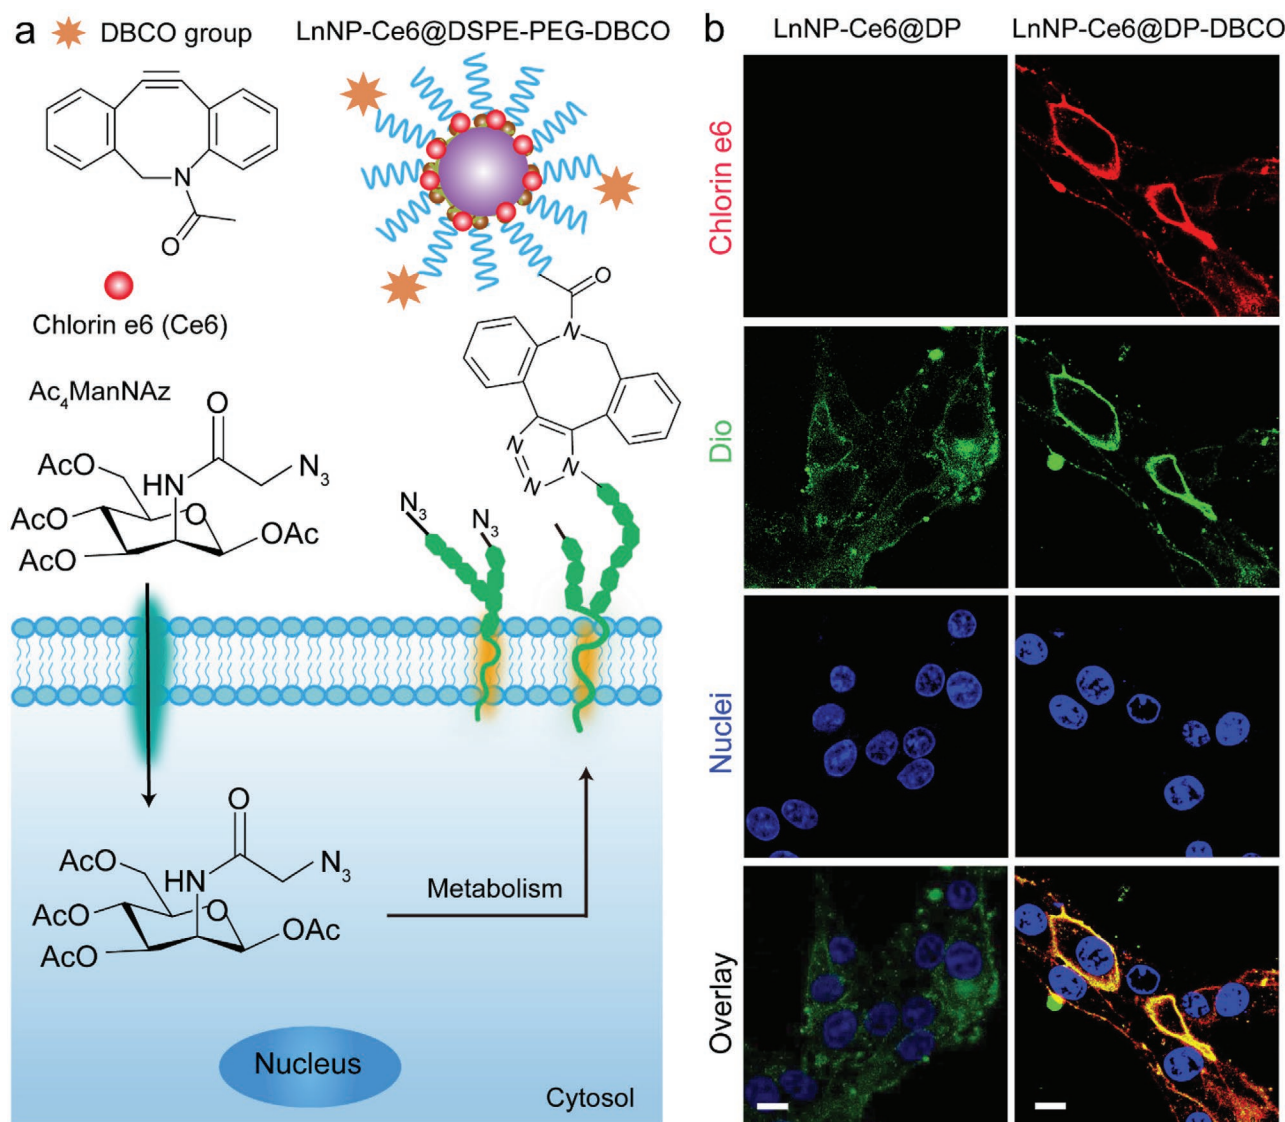 a
DBCO group
LnNP-Ce6@DSPE-PEG-DBCO
N
O
Chlorin e6 (Ce6)
Ac4ManNAz
O
AcO
HN
N3
AcO
O
AcO
OAc
O
N
N
N
N
N3
N3
O
AcO
HN
N3
AcO
O
AcO
OAc
Metabolism
Nucleus
Cytosol
b
LnNP-Ce6@DP
LnNP-Ce6@DP-DBCO
Chlorin e6
Dio
Nuclei
Overlay